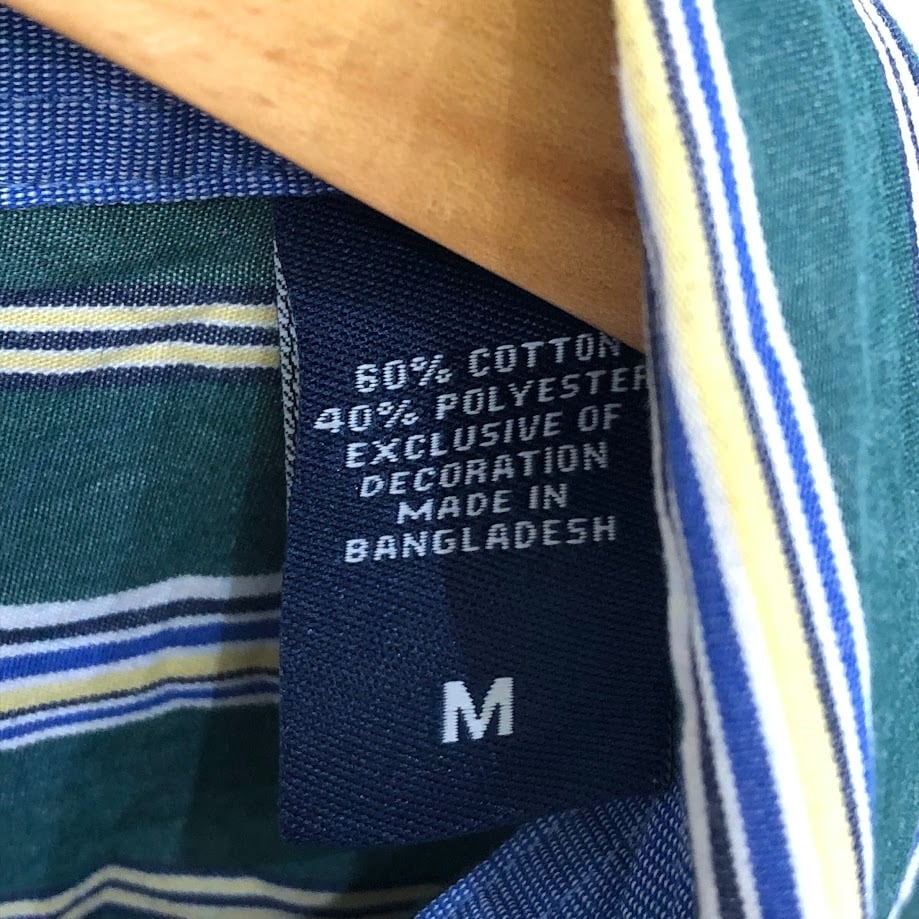 60% COTTON
40% POLYESTER
EXCLUSIVE OF
DECORATION
MADE IN
BANGLADESH
M